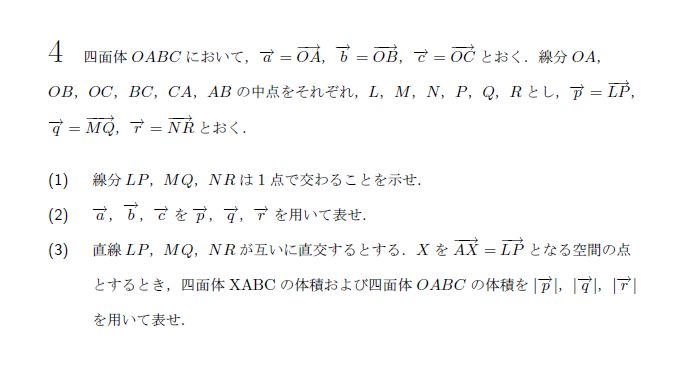 4 四面体 OABC において，$\overrightarrow{a} = \overrightarrow{OA}$，$\overrightarrow{b} = \overrightarrow{OB}$，$\overrightarrow{c} = \overrightarrow{OC}$ とおく．線分 OA，
OB，OC，BC，CA，AB の中点をそれぞれ，L，M，N，P，Q，R とし，$\overrightarrow{p} = \overrightarrow{LP}$，
$\overrightarrow{q} = \overrightarrow{MQ}$，$\overrightarrow{r} = \overrightarrow{NR}$ とおく．
(1) 線分 LP，MQ，NR は 1 点で交わることを示せ．
(2) $\overrightarrow{a}$，$\overrightarrow{b}$，$\overrightarrow{c}$ を $\overrightarrow{p}$，$\overrightarrow{q}$，$\overrightarrow{r}$ を用いて表せ．
(3) 直線 LP，MQ，NR が互いに直交するとする．X を $\overrightarrow{AX} = \overrightarrow{LP}$ となる空間の点
とするとき，四面体 XABC の体積および四面体 OABC の体積を $|\overrightarrow{p}|$，$|\overrightarrow{q}|$，$|\overrightarrow{r}|$
を用いて表せ．